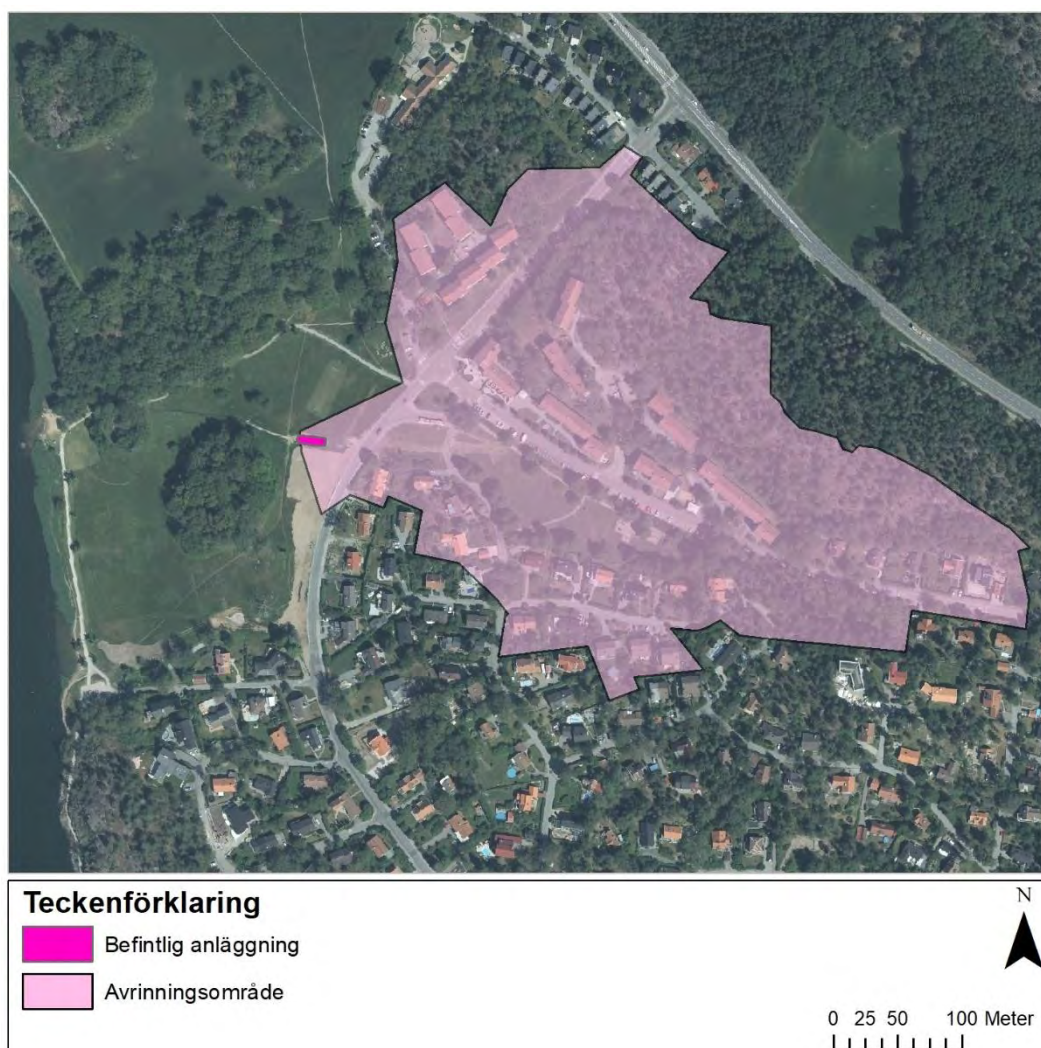 Teckenförklaring
N
Befintlig anläggning
Avrinningsområde
0 25 50 100 Meter